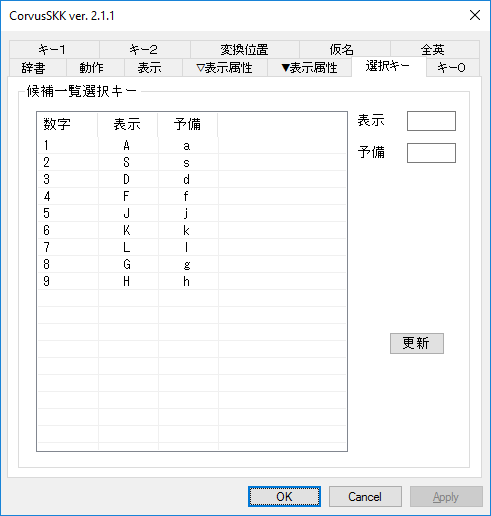 CorvusSKK ver. 2.1.1
キー1 キー2 変換位置 仮名 全英
辞書 動作 表示 ▽表示属性 ▼表示属性 選択キー キー0
候補一覧選択キー
数字 表示 予備
1 A a
2 S s
3 D d
4 F f
5 J j
6 K k
7 L l
8 G g
9 H h
表示
予備
更新
OK Cancel Apply